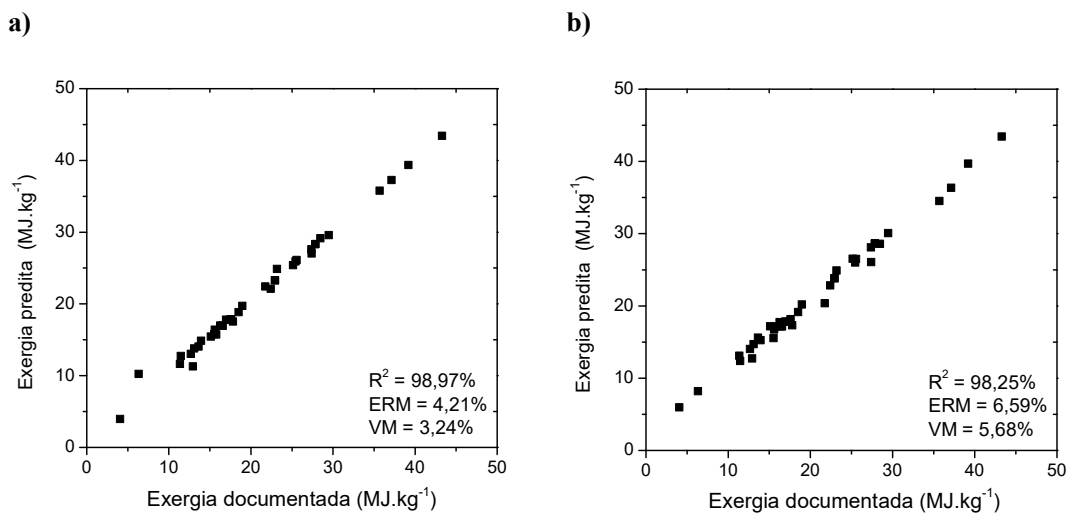 a)
50
40
30
20
10
0
Exergia predita (MJ.kg⁻¹)
R² = 98,97%
ERM = 4,21%
VM = 3,24%
0 10 20 30 40 50
Exergia documentada (MJ.kg⁻¹)
b)
50
40
30
20
10
0
Exergia predita (MJ.kg⁻¹)
R² = 98,25%
ERM = 6,59%
VM = 5,68%
0 10 20 30 40 50
Exergia documentada (MJ.kg⁻¹)